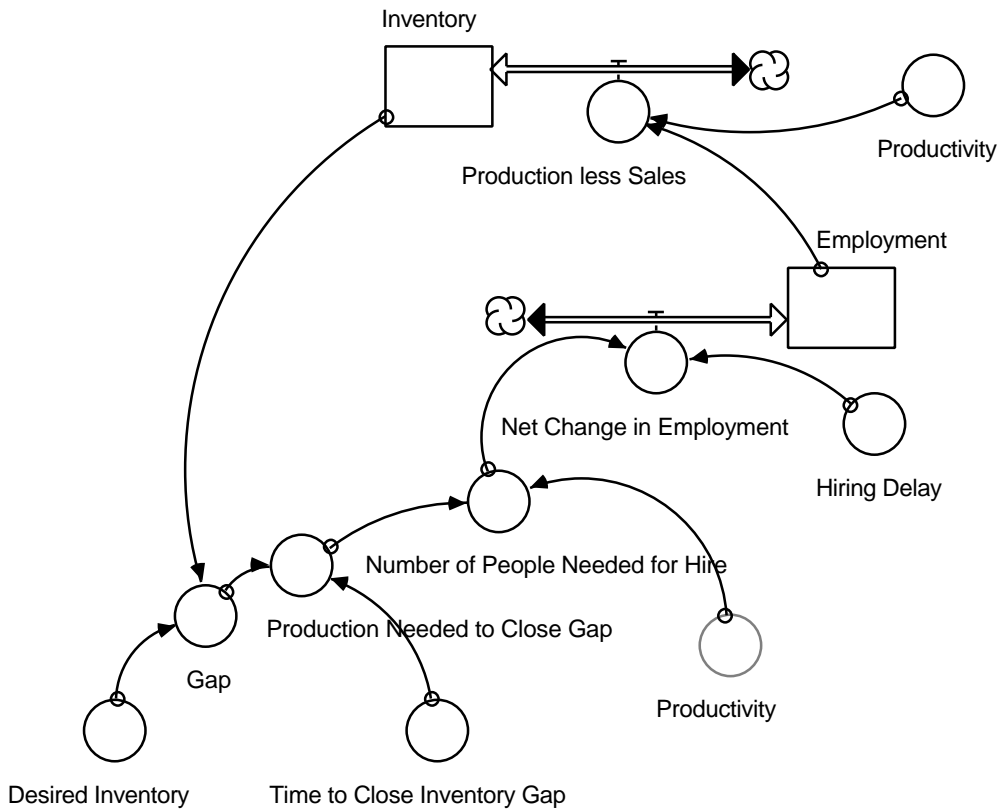 Inventory
Productivity
Production less Sales
Employment
Net Change in Employment
Hiring Delay
Number of People Needed for Hire
Production Needed to Close Gap
Gap
Productivity
Desired Inventory
Time to Close Inventory Gap